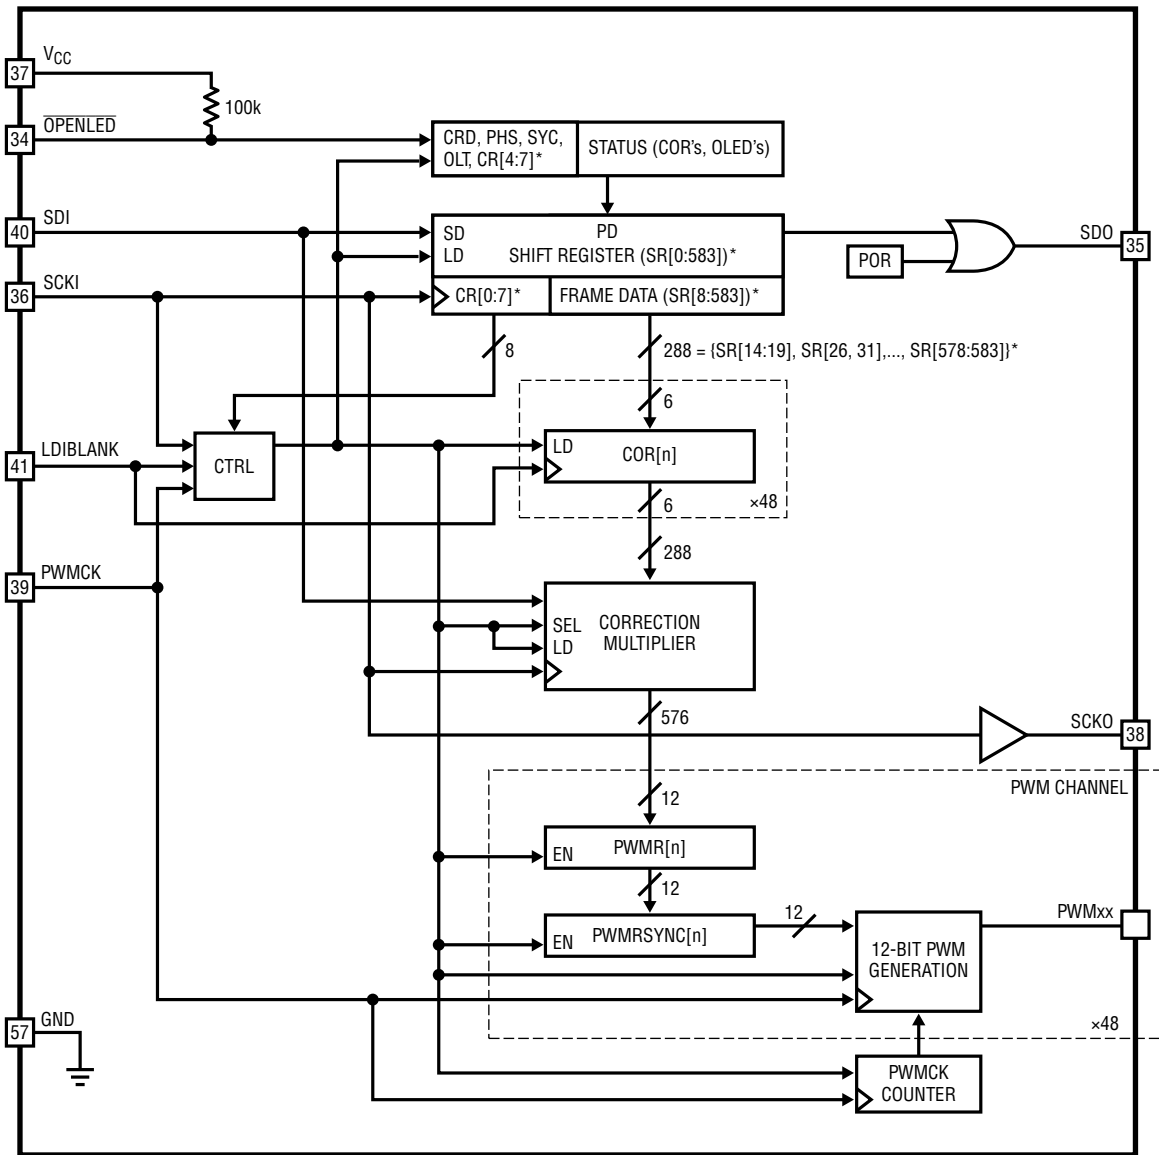 VCC
37
100k
OPENLED
34
CRD, PHS, SYC,
OLT, CR[4:7]*
STATUS (COR's, OLED's)
SDI
40
SD
LD
PD
SHIFT REGISTER (SR[0:583])*
POR
SDO
35
SCKI
36
CR[0:7]*
FRAME DATA (SR[8:583])*
8
288 = {SR[14:19], SR[26, 31],..., SR[578:583]}*
6
LDIBLANK
41
CTRL
LD
COR[n]
6
×48
288
PWMCK
39
SEL
LD
CORRECTION
MULTIPLIER
576
SCKO
38
PWM CHANNEL
12
EN
PWMR[n]
12
EN
PWMRSYNC[n]
12
12-BIT PWM
GENERATION
PWMxx
×48
GND
57
PWMCK
COUNTER